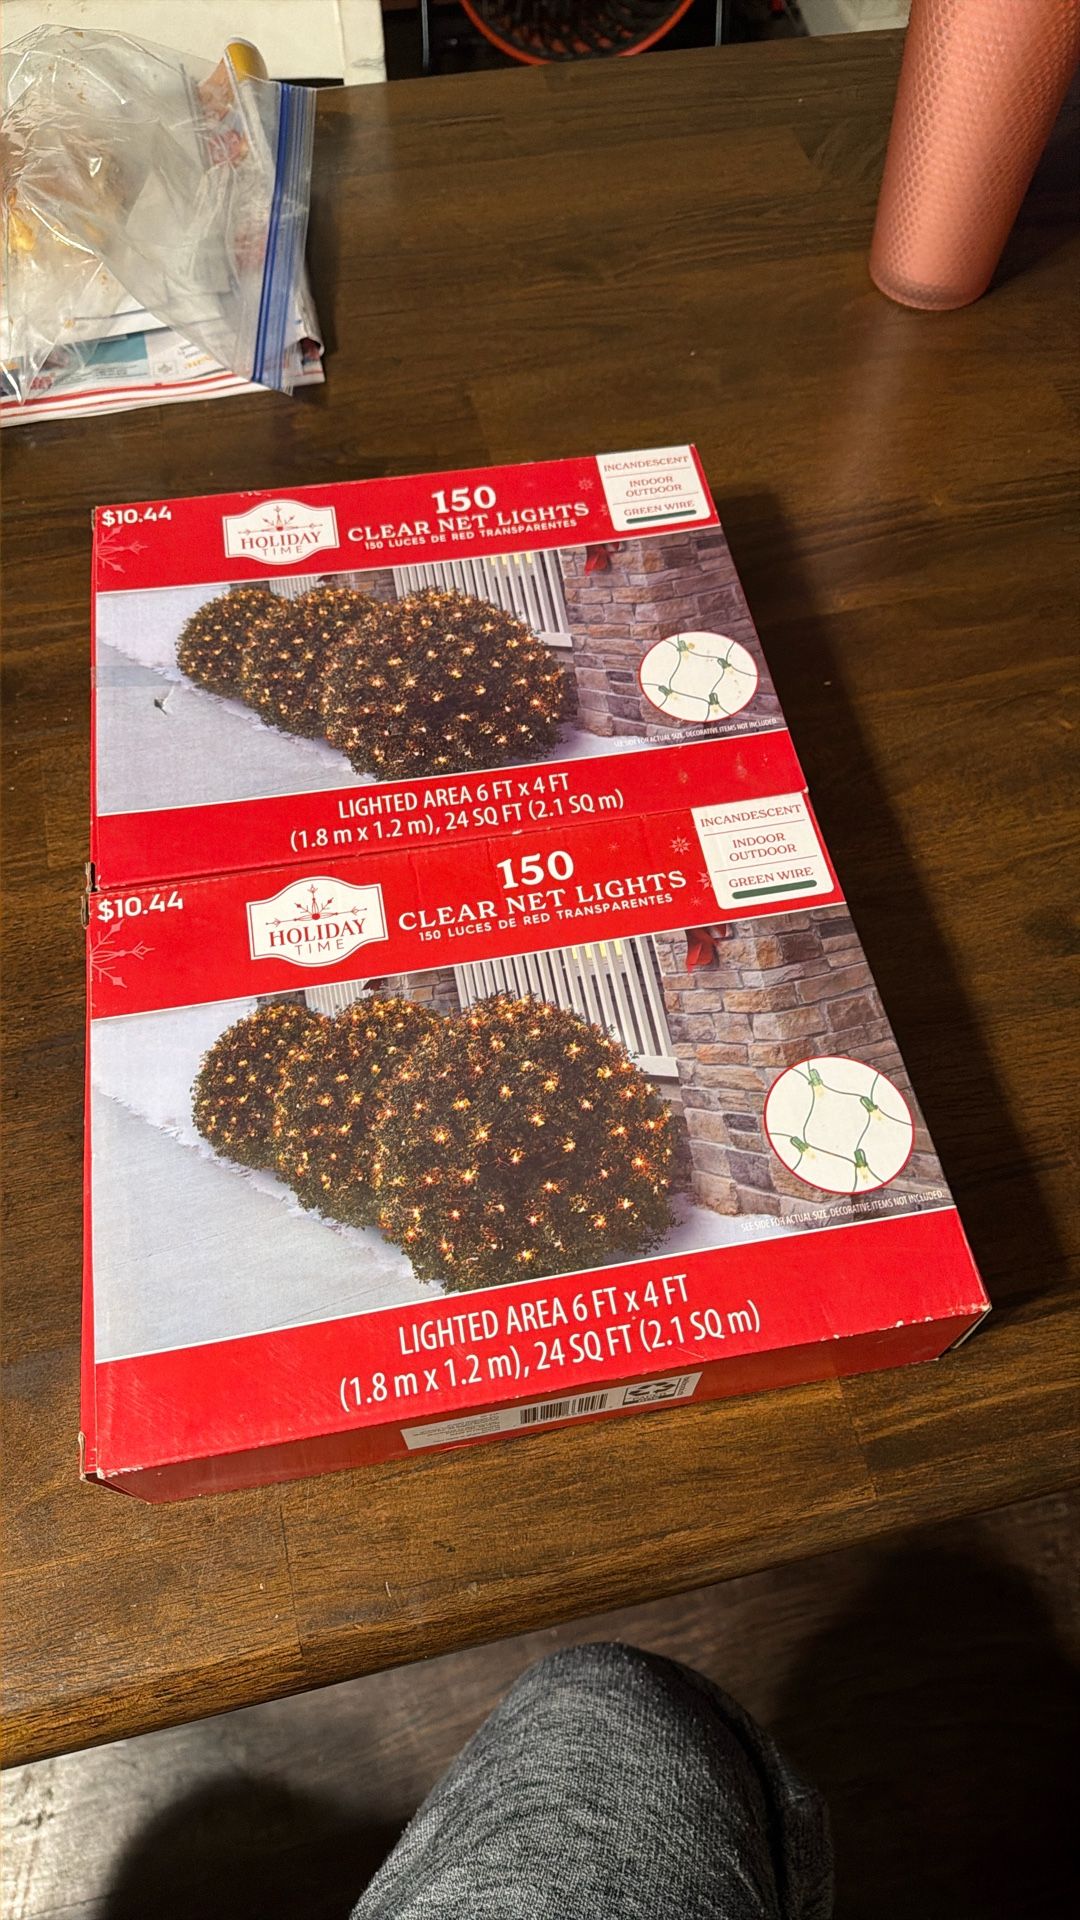 $10.44
HOLIDAY
TIME
150
CLEAR NET LIGHTS
150 LUCES DE RED TRANSPARENTES
INCANDESCENT
INDOOR
OUTDOOR
GREEN WIRE
SEE SIDE FOR ACTUAL SIZE. DECORATIVE ITEMS NOT INCLUDED.
LIGHTED AREA 6 FT x 4 FT
(1.8 m x 1.2 m), 24 SQ FT (2.1 SQ m)
$10.44
HOLIDAY
TIME
150
CLEAR NET LIGHTS
150 LUCES DE RED TRANSPARENTES
INCANDESCENT
INDOOR
OUTDOOR
GREEN WIRE
SEE SIDE FOR ACTUAL SIZE. DECORATIVE ITEMS NOT INCLUDED.
LIGHTED AREA 6 FT x 4 FT
(1.8 m x 1.2 m), 24 SQ FT (2.1 SQ m)